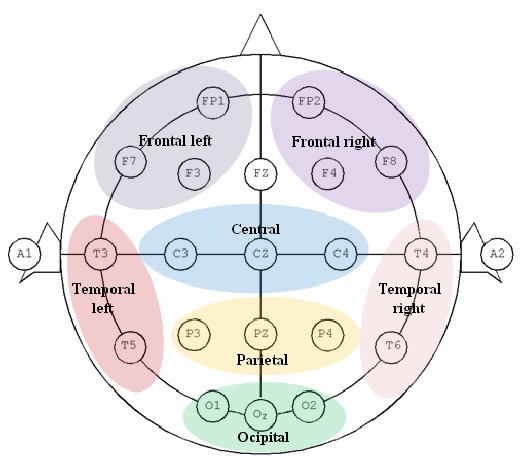 FP1 FP2
Frontal left Frontal right
F7 F3 FZ F4 F8
Central
A1 T3 C3 CZ C4 T4 A2
Temporal
left
Temporal
right
P3 PZ P4
T5 T6
Parietal
O1 Oz O2
Ocipital